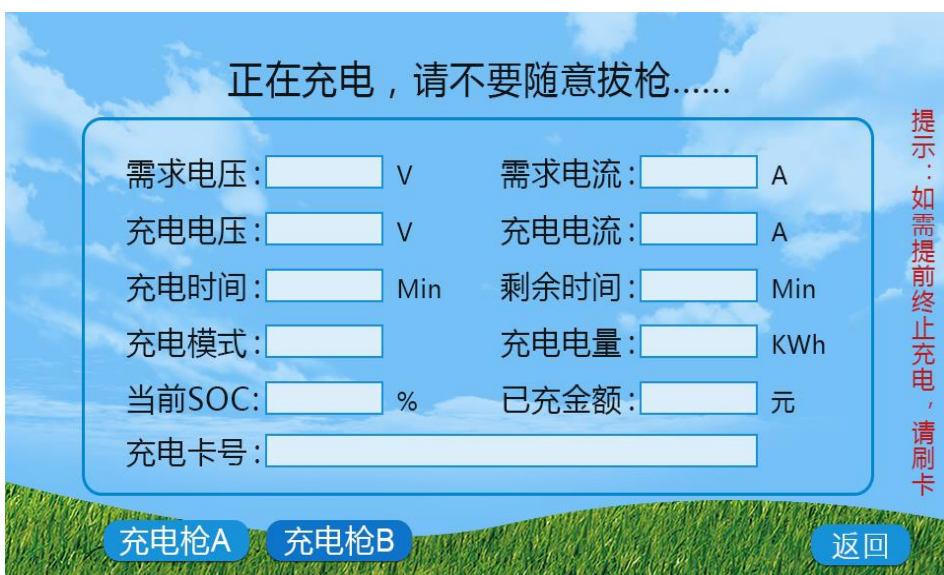 正在充电，请不要随意拔枪......
需求电压: V 需求电流: A
充电电压: V 充电电流: A
充电时间: Min 剩余时间: Min
充电模式: 充电电量: KWh
当前SOC: % 已充金额: 元
充电卡号:
提示：如需提前终止充电，请刷卡
充电枪A 充电枪B 返回